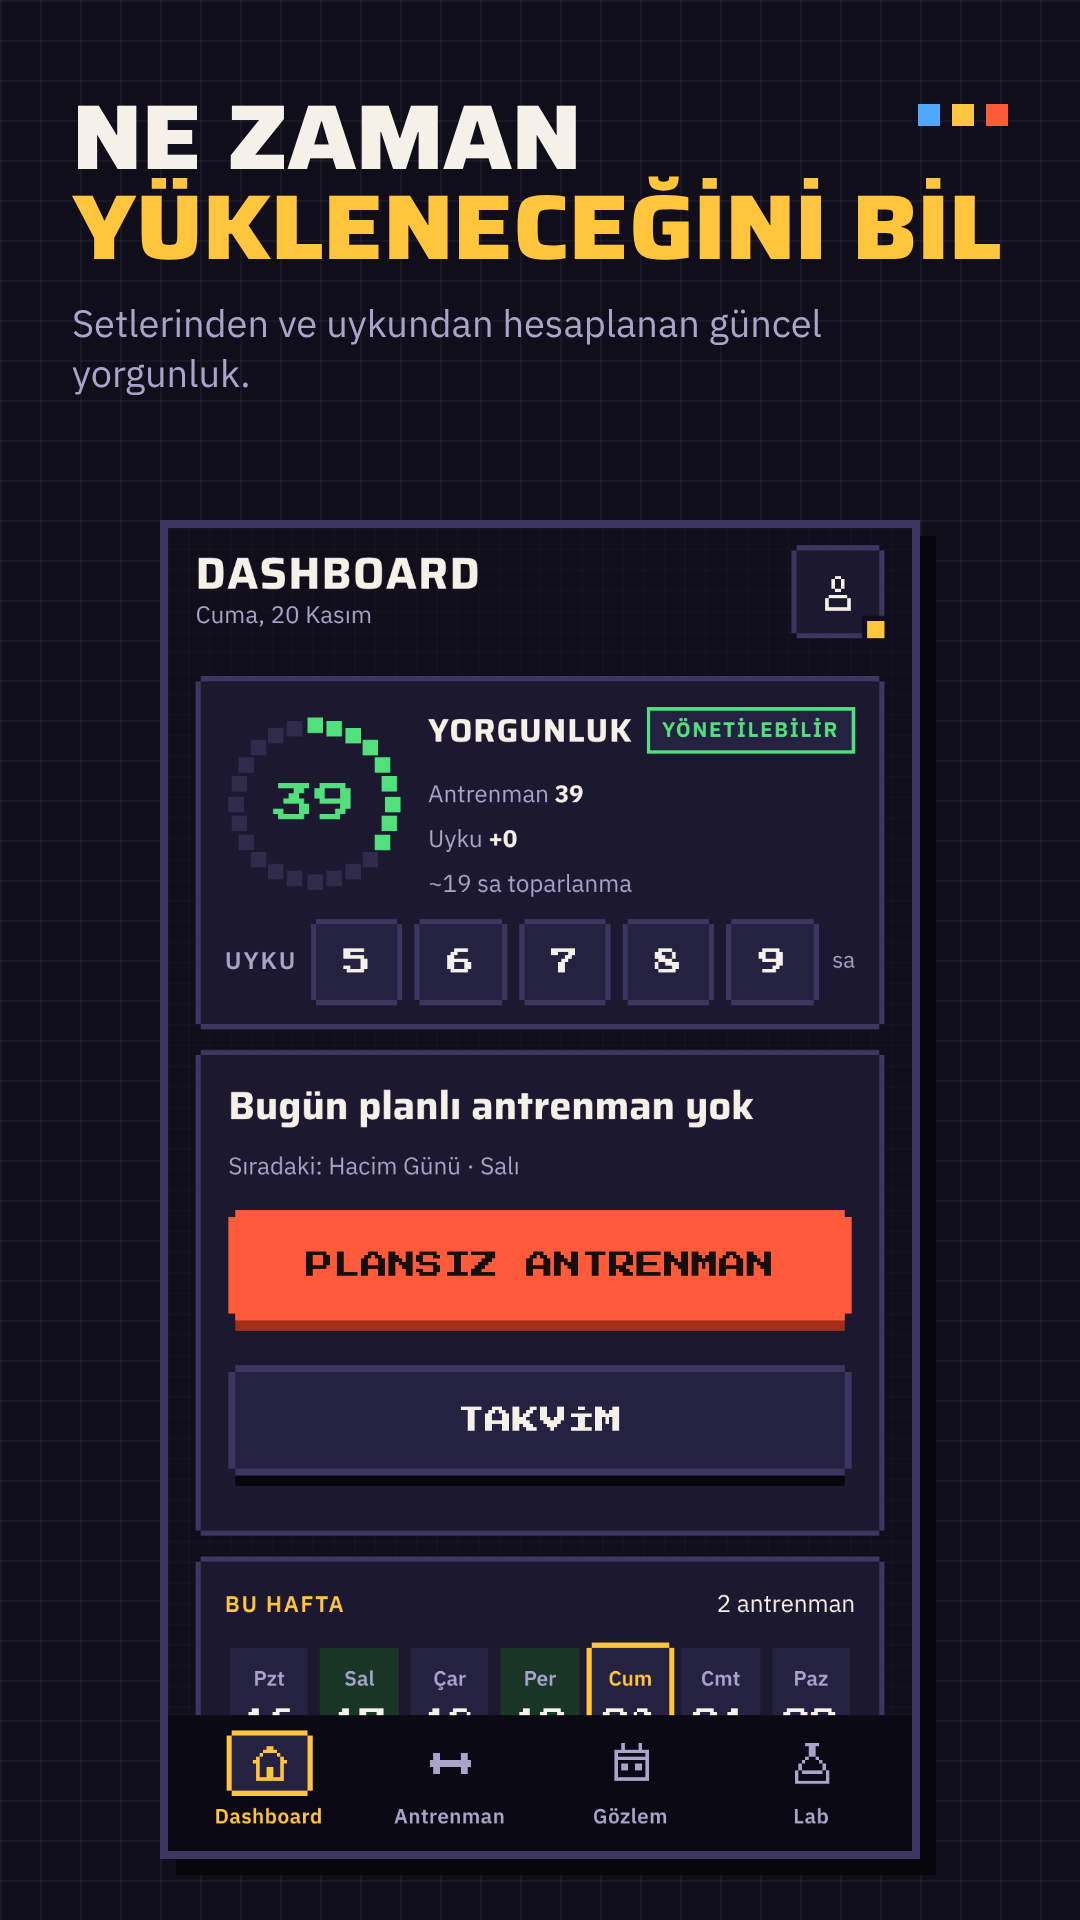 NE ZAMAN
YÜKLENECEĞİNİ BİL
Setlerinden ve uykundan hesaplanan güncel
yorgunluk.
DASHBOARD
Cuma, 20 Kasım
39
YORGUNLUK
YÖNETİLEBİLİR
Antrenman 39
Uyku +0
~19 sa toparlanma
UYKU 5 6 7 8 9 sa
Bugün planlı antrenman yok
Sıradaki: Hacim Günü · Salı
PLANSIZ ANTRENMAN
TAKVİM
BU HAFTA 2 antrenman
Pzt Sal Çar Per Cum Cmt Paz
Dashboard Antrenman Gözlem Lab